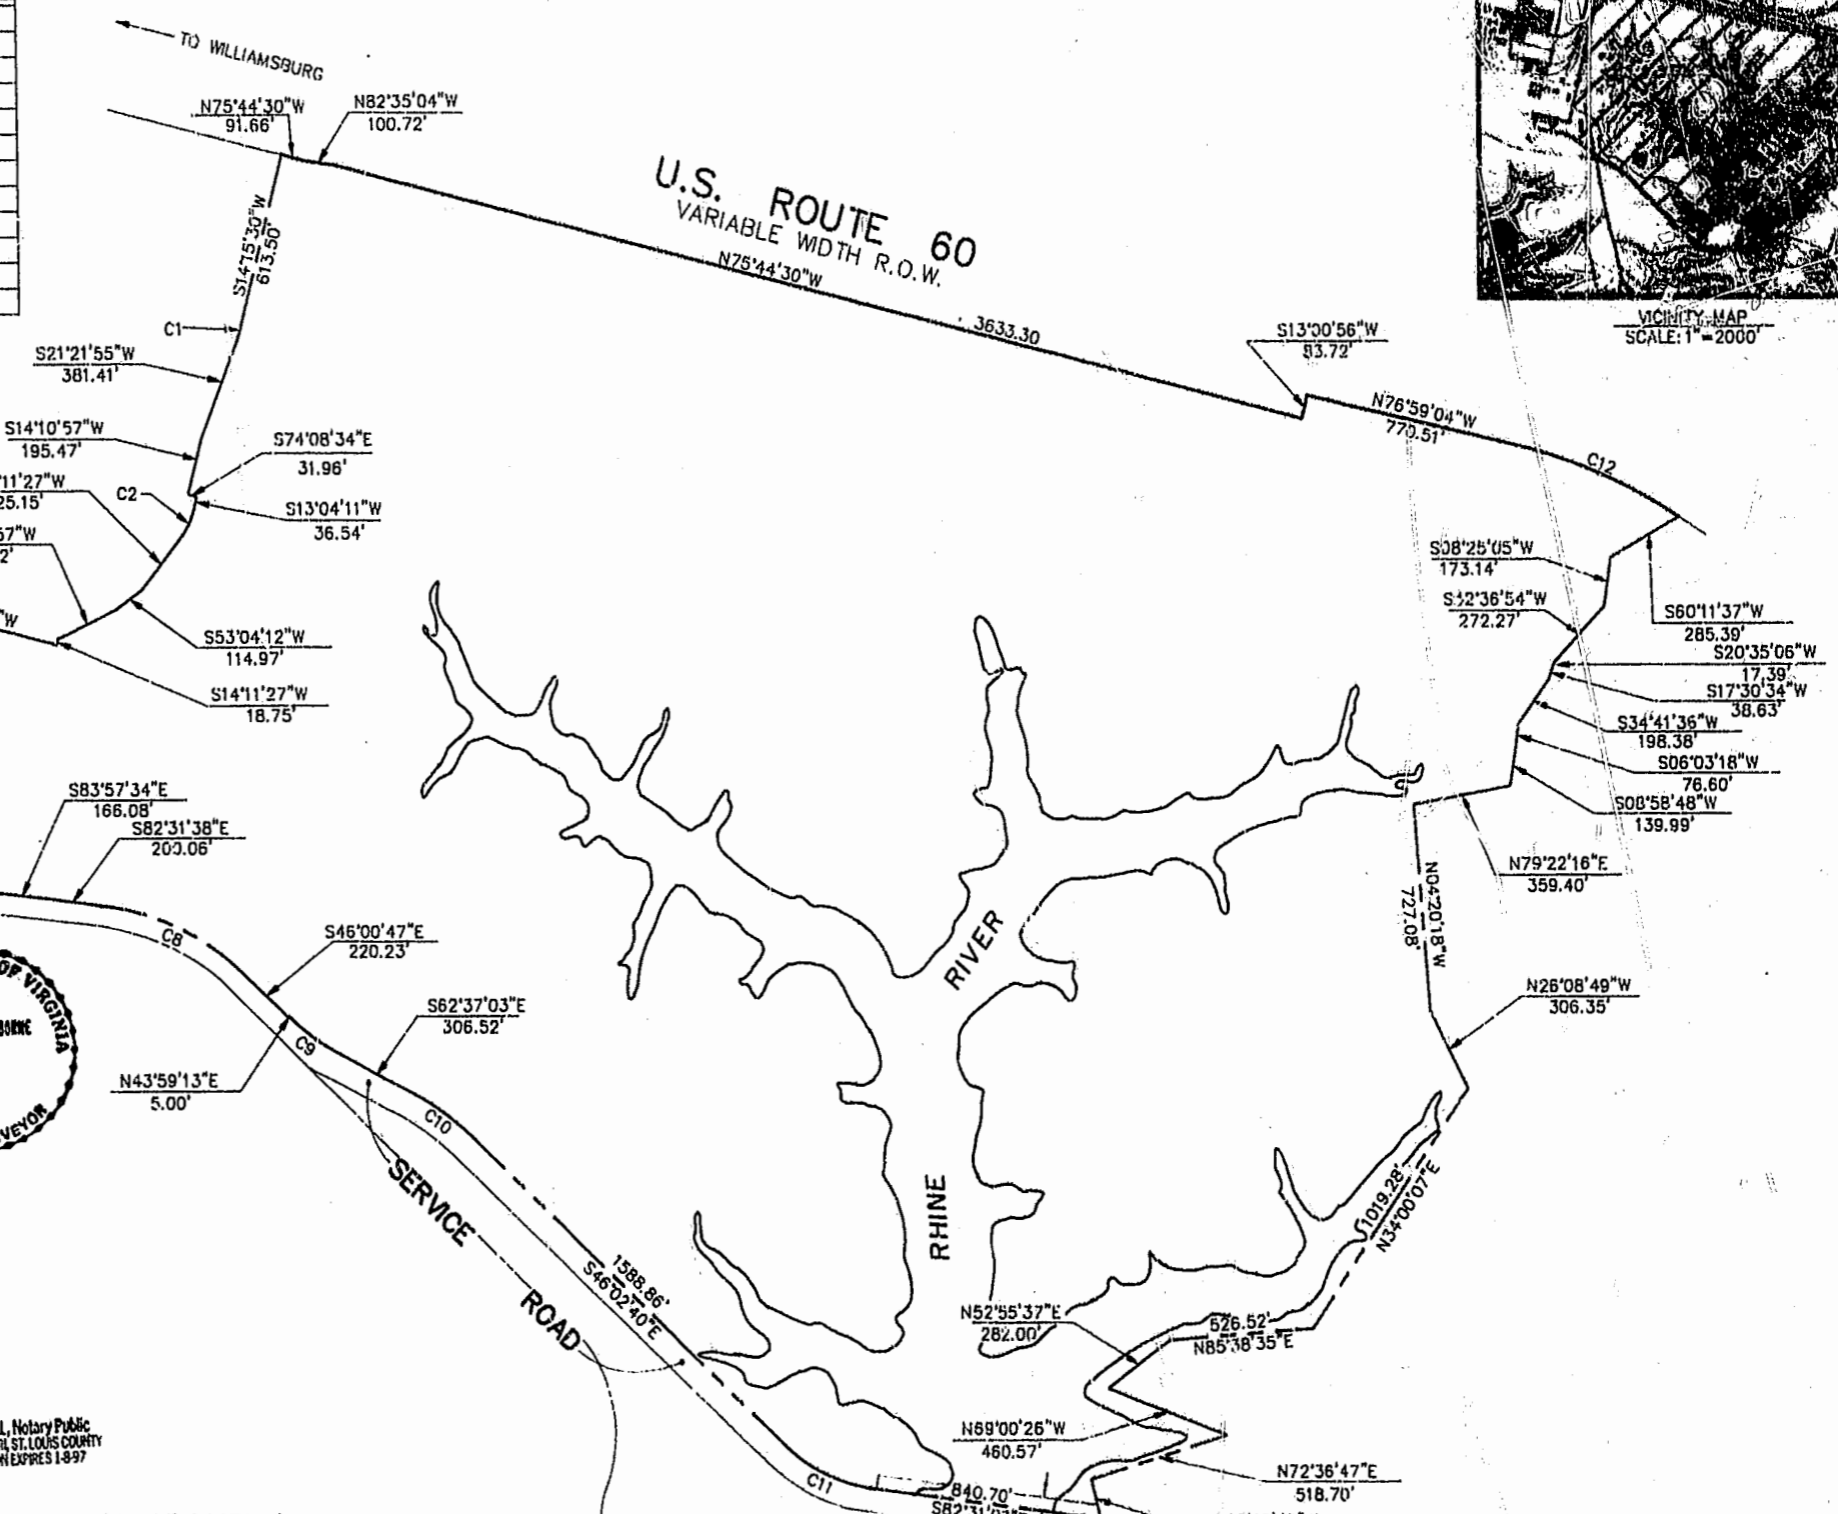 TO WILLIAMSBURG
N75°44'30"W
91.66'
N82°35'04"W
100.72'
U.S. ROUTE 60
VARIABLE WIDTH R.O.W.
N75°44'30"W
3633.30
S14°15'30"W
613.50'
C1
S21°21'55"W
381.41'
S14°10'57"W
195.47'
S74°08'34"E
31.96'
°11'27"W
25.15'
C2
S13°04'11"W
36.54'
57"W
2'
"W
S53°04'12"W
114.97'
S14°11'27"W
18.75'
VICINITY MAP
SCALE: 1"=2000'
S13°00'56"W
N76°59'04"W
770.51'
C12
S08°25'05"W
173.14'
36'54"W
272.27'
S60°11'37"W
285.39'
S20°35'06"W
17.39'
S17°30'34"W
38.63'
S34°41'36"W
198.38'
S06°03'18"W
76.60'
S08°58'48"W
139.99'
N79°22'16"E
359.40'
N04°20'18"W
727.08'
N26°08'49"W
306.35'
S83°57'34"E
166.08'
S82°31'38"E
200.06'
C8
S46°00'47"E
220.23'
S62°37'03"E
306.52'
C9
N43°59'13"E
5.00'
C10
OF VIRGINIA
VEYOR
SERVICE ROAD
1588.86'
S46°02'40"E
RHINE RIVER
1019.28'
N34°00'07"E
N52°55'37"E
282.00'
526.52'
N85°38'35"E
N69°00'26"W
460.57'
N72°36'47"E
518.70'
C11
840.70'
L, Notary Public
RI, ST. LOUIS COUNTY
N EXPIRES 1-8-97